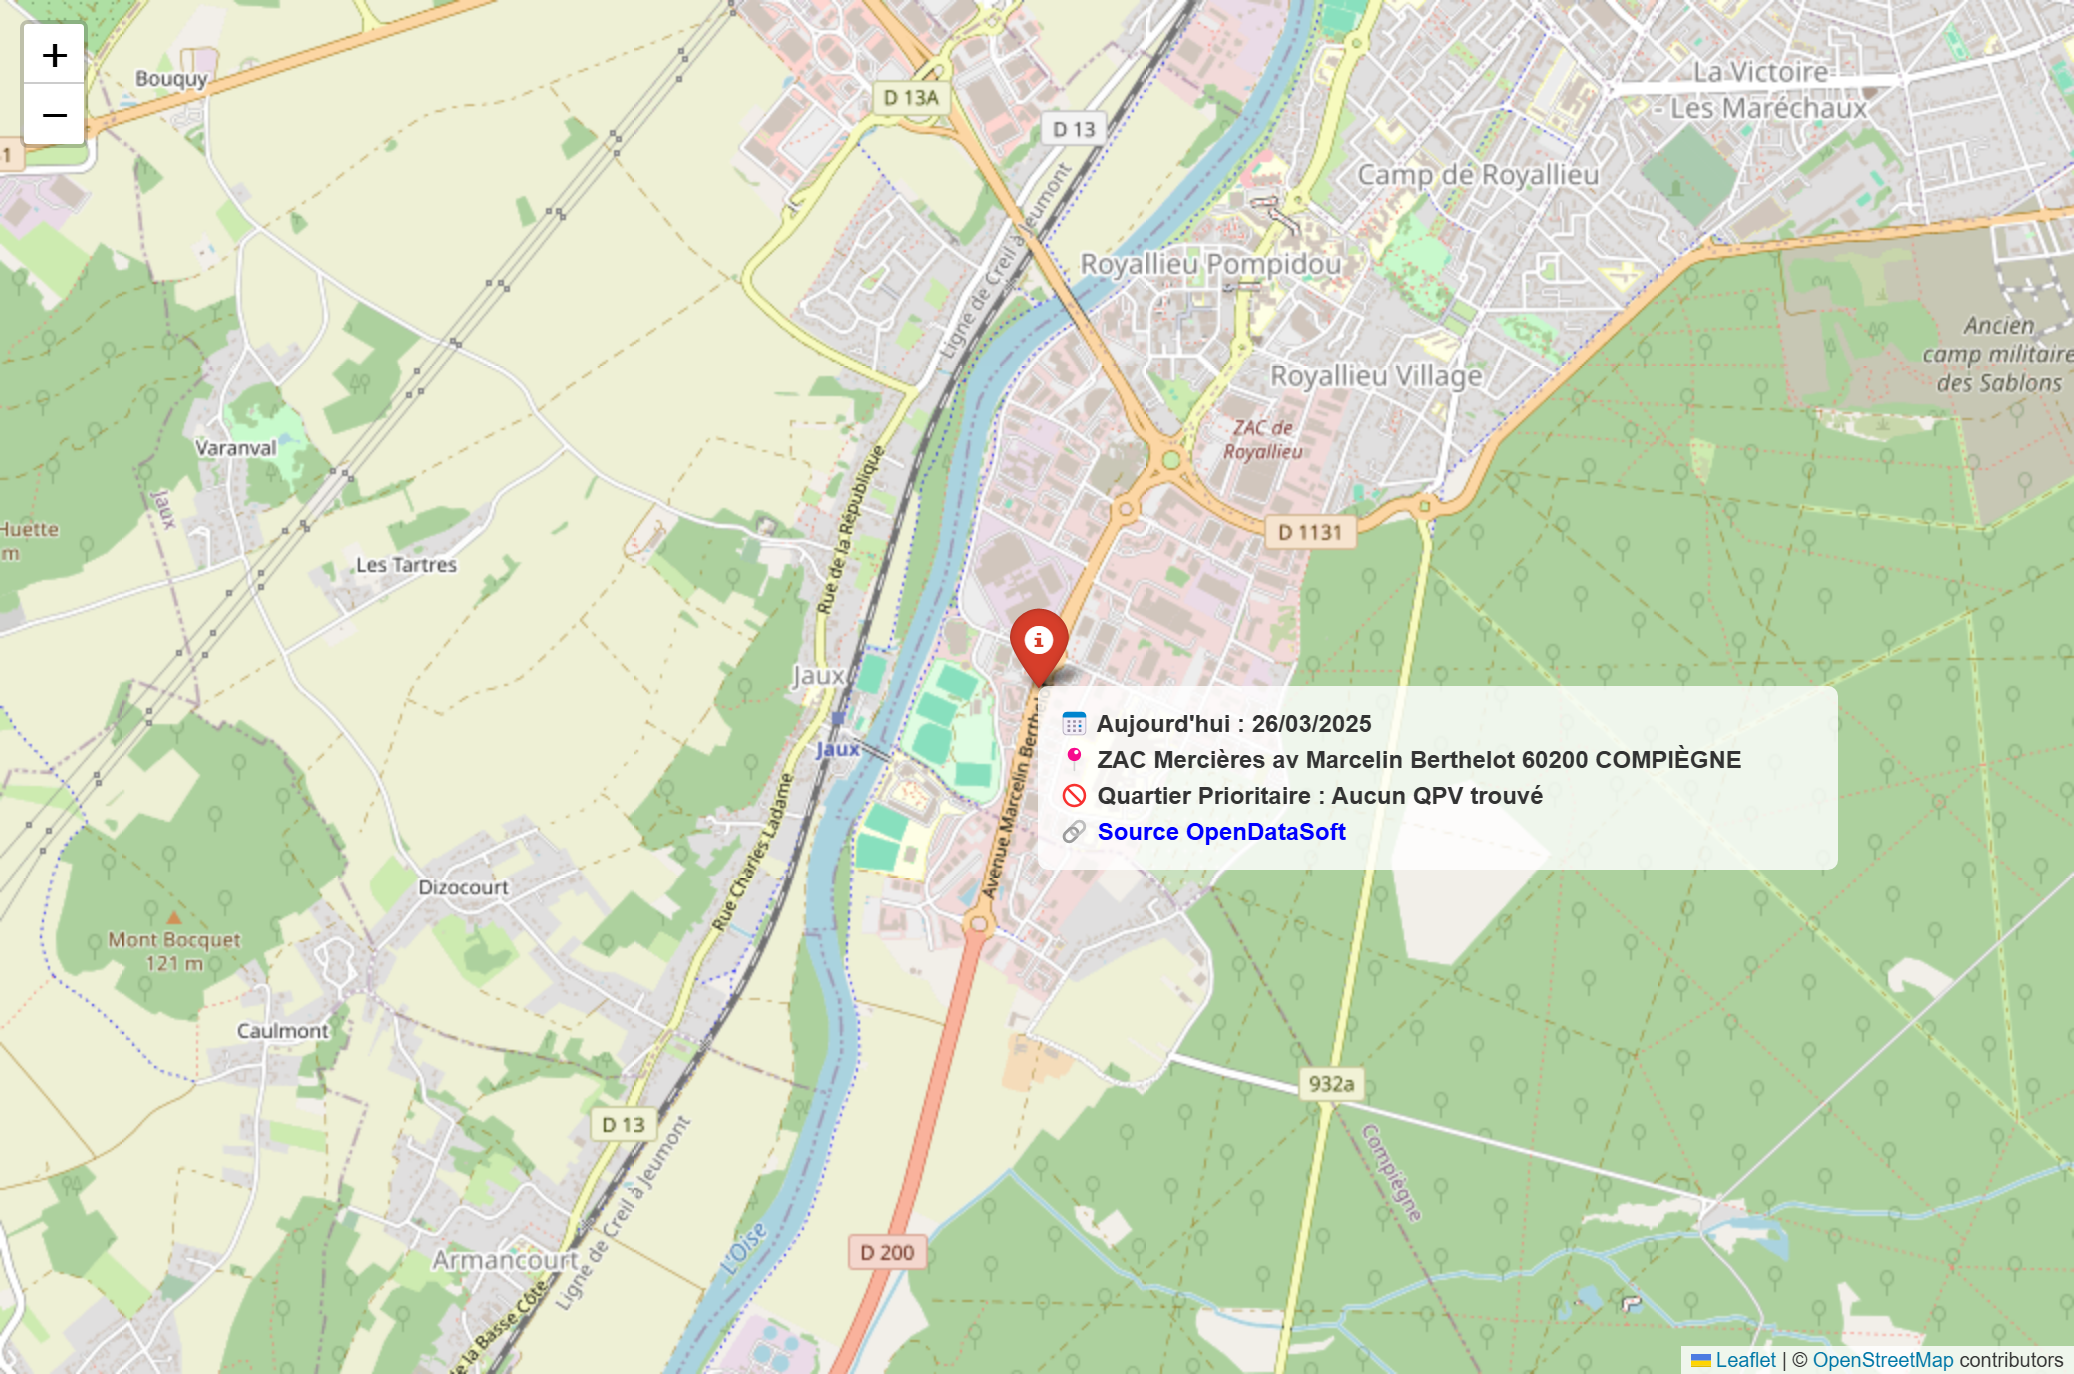 +
−
Bouquy
D 13A
D 13
La Victoire
- Les Maréchaux
Camp de Royallieu
Ligne de Creil à Jeumont
Royallieu Pompidou
Ancien
camp militaire
des Sablons
Royallieu Village
ZAC de
Royallieu
Varanval
Jaux
Rue de la République
Huette
m
D 1131
Les Tartres
Jaux
Jaux
Avenue Marcelin Berthel
Aujourd'hui : 26/03/2025
ZAC Mercières av Marcelin Berthelot 60200 COMPIÈGNE
Quartier Prioritaire : Aucun QPV trouvé
Source OpenDataSoft
Rue Charles Ladame
Dizocourt
Mont Bocquet
121 m
Caulmont
932a
D 13
Compiègne
Ligne de Creil à Jeumont
L'Oise
D 200
Armancourt
de la Basse Côte
Leaflet | © OpenStreetMap contributors